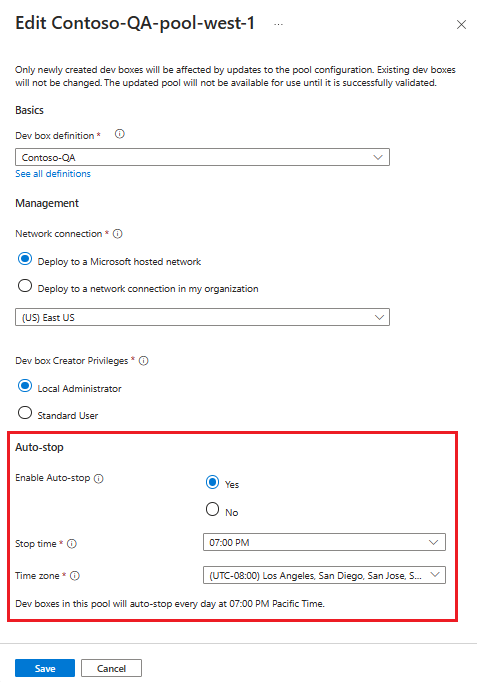 Edit Contoso-QA-pool-west-1 ...
Only newly created dev boxes will be affected by updates to the pool configuration. Existing dev boxes
will not be changed. The updated pool will not be available for use until it is successfully validated.
Basics
Dev box definition *
Contoso-QA
See all definitions
Management
Network connection *
Deploy to a Microsoft hosted network
Deploy to a network connection in my organization
(US) East US
Dev box Creator Privileges *
Local Administrator
Standard User
Auto-stop
Enable Auto-stop
Yes
No
Stop time *
07:00 PM
Time zone *
(UTC-08:00) Los Angeles, San Diego, San Jose, S...
Dev boxes in this pool will auto-stop every day at 07:00 PM Pacific Time.
Save Cancel